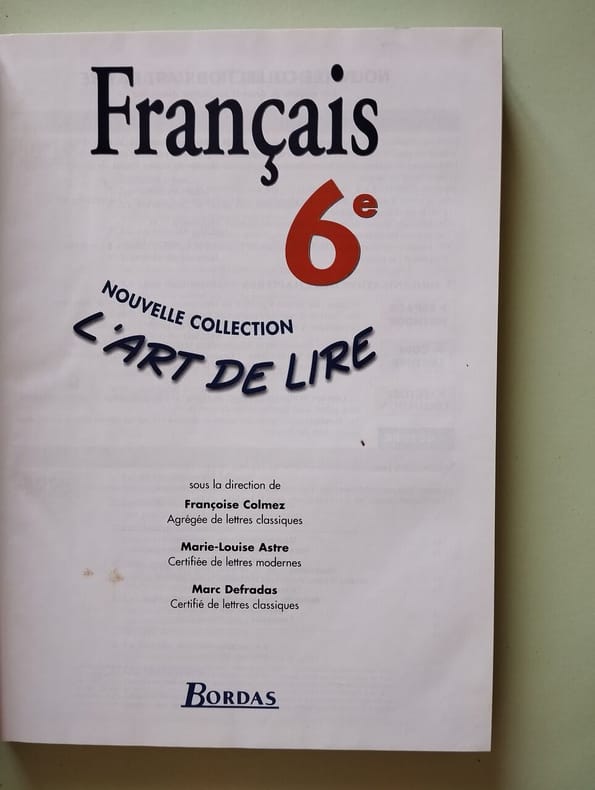 Français
6e
NOUVELLE COLLECTION
L'ART DE LIRE
sous la direction de
Françoise Colmez
Agrégée de lettres classiques
Marie-Louise Astre
Certifiée de lettres modernes
Marc Defradas
Certifié de lettres classiques
BORDAS